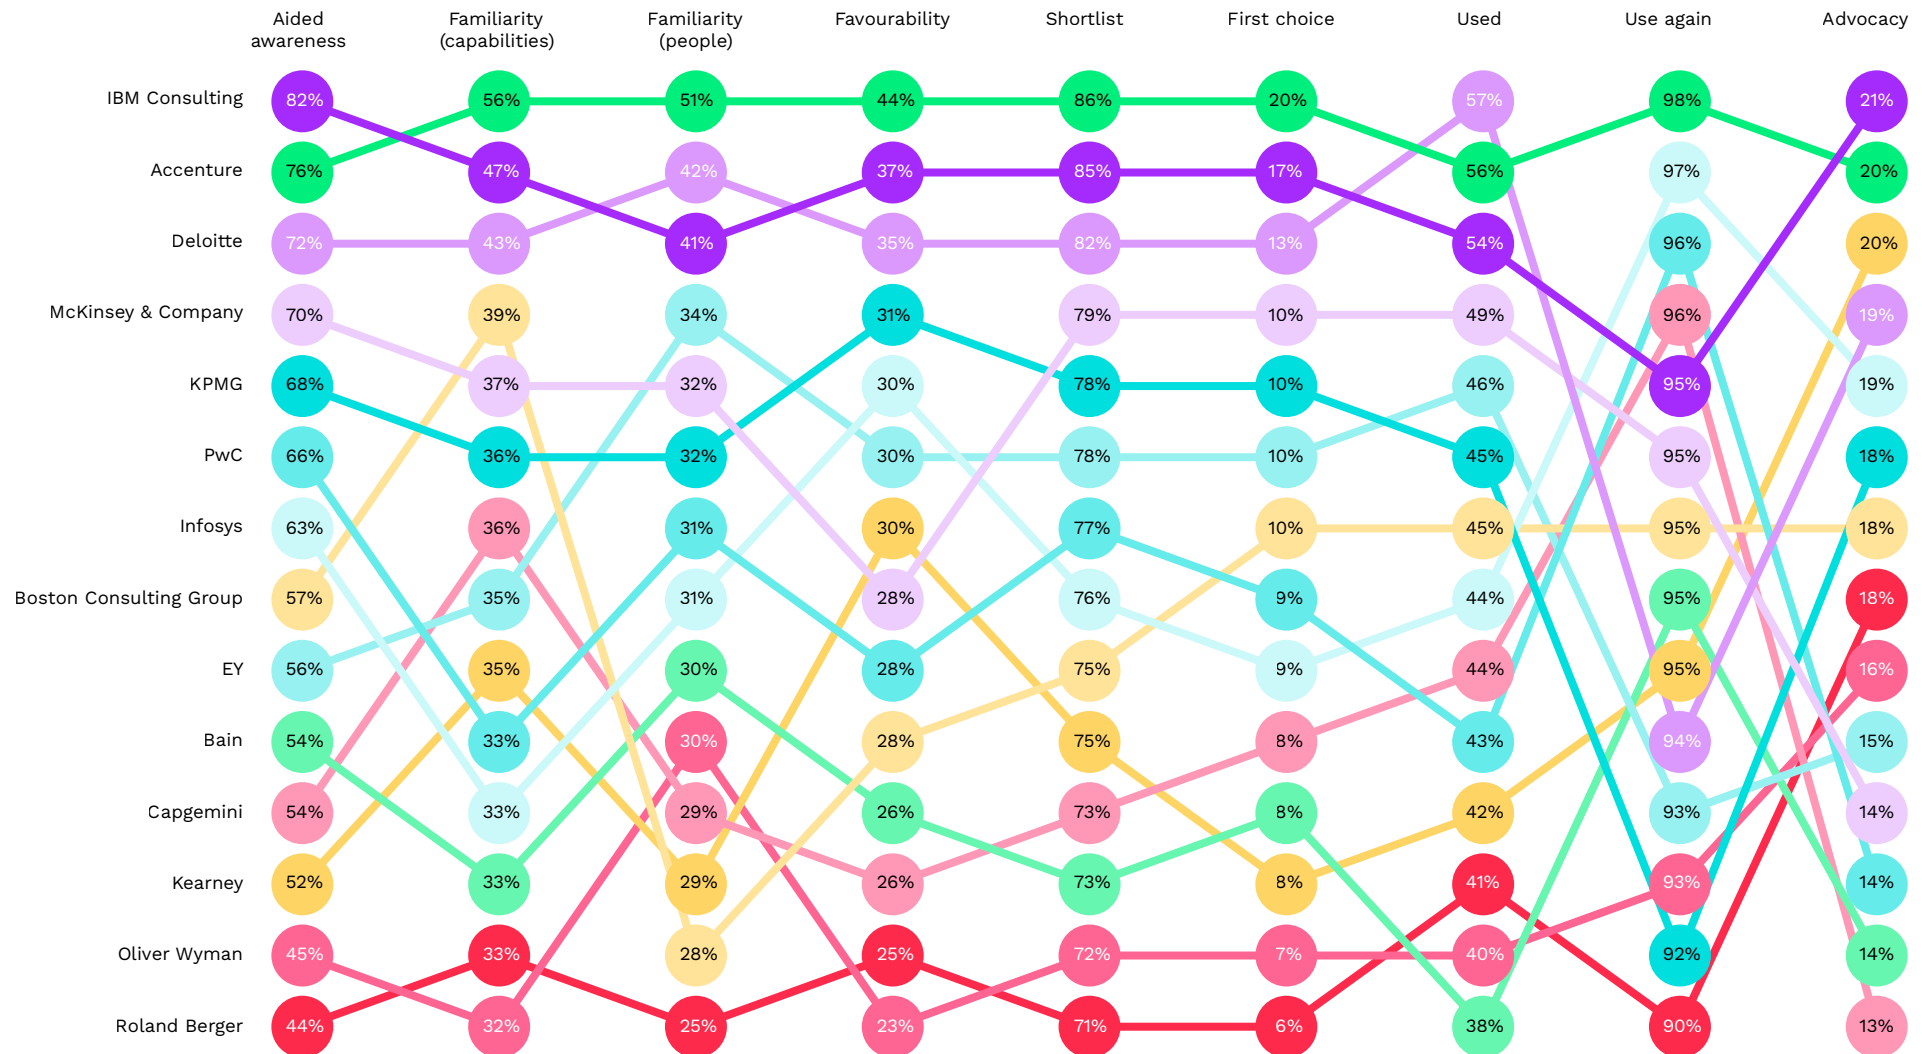 Aided awareness
Familiarity (capabilities)
Familiarity (people)
Favourability
Shortlist
First choice
Used
Use again
Advocacy
IBM Consulting 82% 56% 51% 44% 86% 20% 57% 98% 21%
Accenture 76% 47% 42% 37% 85% 17% 56% 97% 20%
Deloitte 72% 43% 41% 35% 82% 13% 54% 96% 20%
McKinsey & Company 70% 39% 34% 31% 79% 10% 49% 96% 19%
KPMG 68% 37% 32% 30% 78% 10% 46% 95% 19%
PwC 66% 36% 32% 30% 78% 10% 45% 95% 18%
Infosys 63% 36% 31% 30% 77% 10% 45% 95% 18%
Boston Consulting Group 57% 35% 31% 28% 76% 9% 44% 95% 18%
EY 56% 35% 30% 28% 75% 9% 44% 95% 16%
Bain 54% 33% 30% 28% 75% 8% 43% 94% 15%
Capgemini 54% 33% 29% 26% 73% 8% 42% 93% 14%
Kearney 52% 33% 29% 26% 73% 8% 41% 93% 14%
Oliver Wyman 45% 33% 28% 25% 72% 7% 40% 92% 14%
Roland Berger 44% 32% 25% 23% 71% 6% 38% 90% 13%